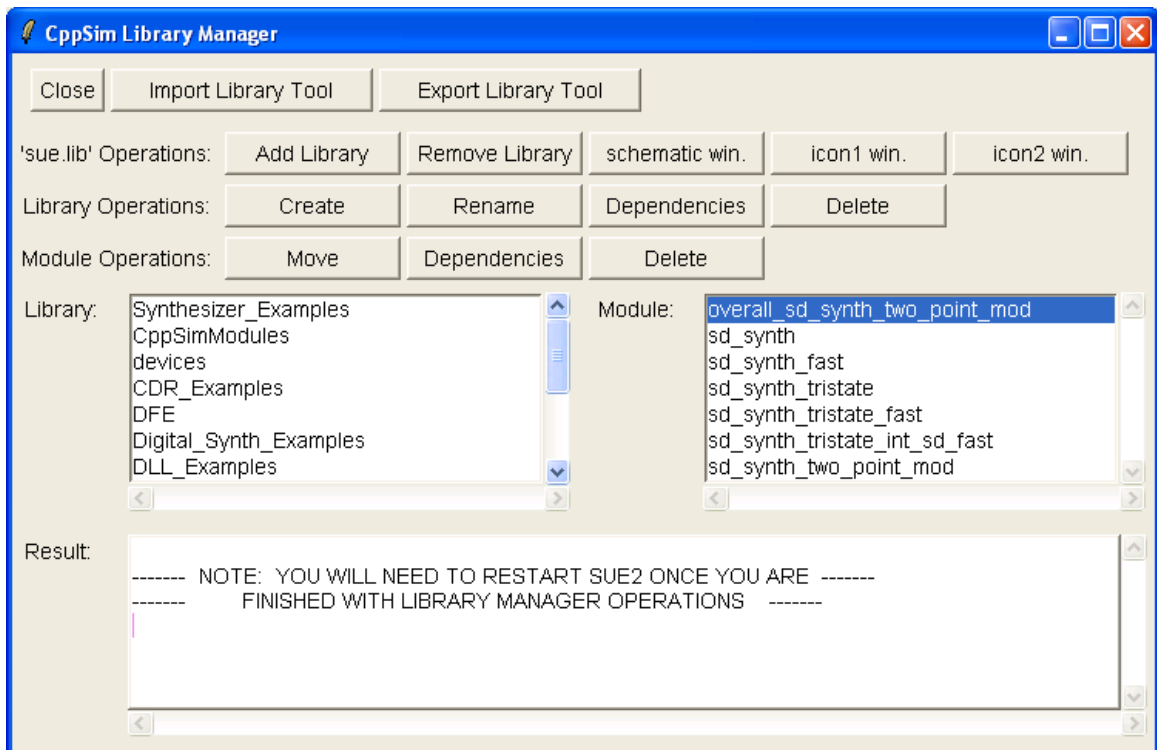 CppSim Library Manager
Close Import Library Tool Export Library Tool
'sue.lib' Operations: Add Library Remove Library schematic win. icon1 win. icon2 win.
Library Operations: Create Rename Dependencies Delete
Module Operations: Move Dependencies Delete
Library:
Synthesizer_Examples
CppSimModules
devices
CDR_Examples
DFE
Digital_Synth_Examples
DLL_Examples
Module:
overall_sd_synth_two_point_mod
sd_synth
sd_synth_fast
sd_synth_tristate
sd_synth_tristate_fast
sd_synth_tristate_int_sd_fast
sd_synth_two_point_mod
Result:
------- NOTE: YOU WILL NEED TO RESTART SUE2 ONCE YOU ARE -------
------- FINISHED WITH LIBRARY MANAGER OPERATIONS -------